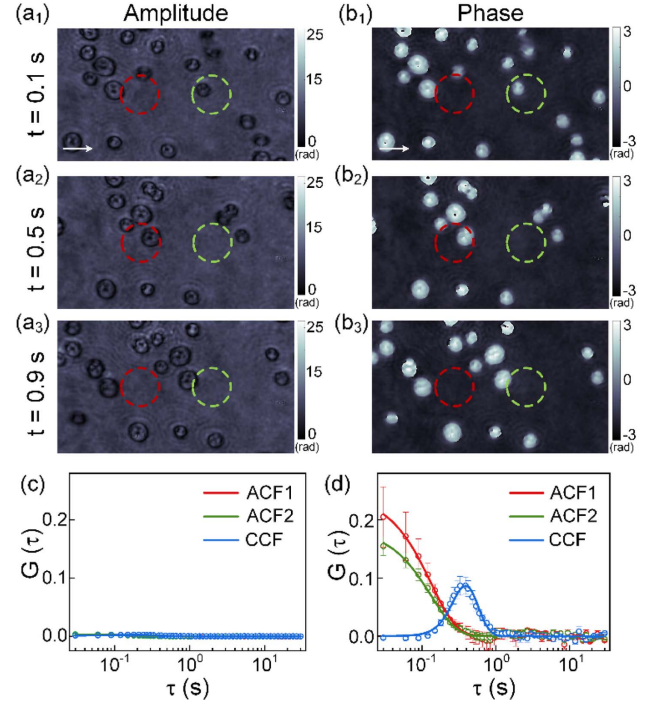 (a₁) Amplitude (b₁) Phase
t = 0.1 s 25 15 0 (rad) 3 0 -3 (rad)
(a₂) (b₂)
t = 0.5 s 25 15 0 (rad) 3 0 -3 (rad)
(a₃) (b₃)
t = 0.9 s 25 15 0 (rad) 3 0 -3 (rad)
(c) (d)
ACF1 ACF1
0.2 ACF2 0.2 ACF2
CCF CCF
G (τ) 0.1 G (τ) 0.1
0.0 0.0
10⁻¹ 10⁰ 10¹ 10⁻¹ 10⁰ 10¹
τ (s) τ (s)